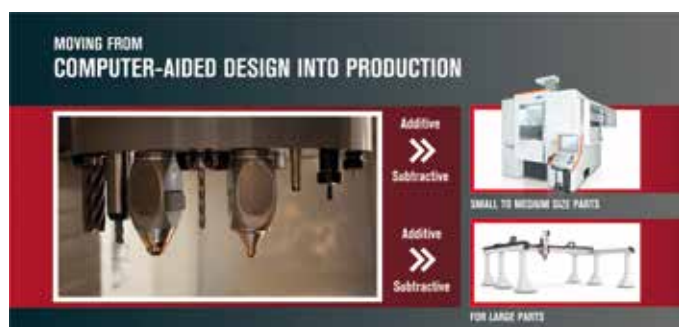 MOVING FROM
COMPUTER-AIDED DESIGN INTO PRODUCTION
Additive
Subtractive
SMALL TO MEDIUM SIZE PARTS
Additive
Subtractive
FOR LARGE PARTS